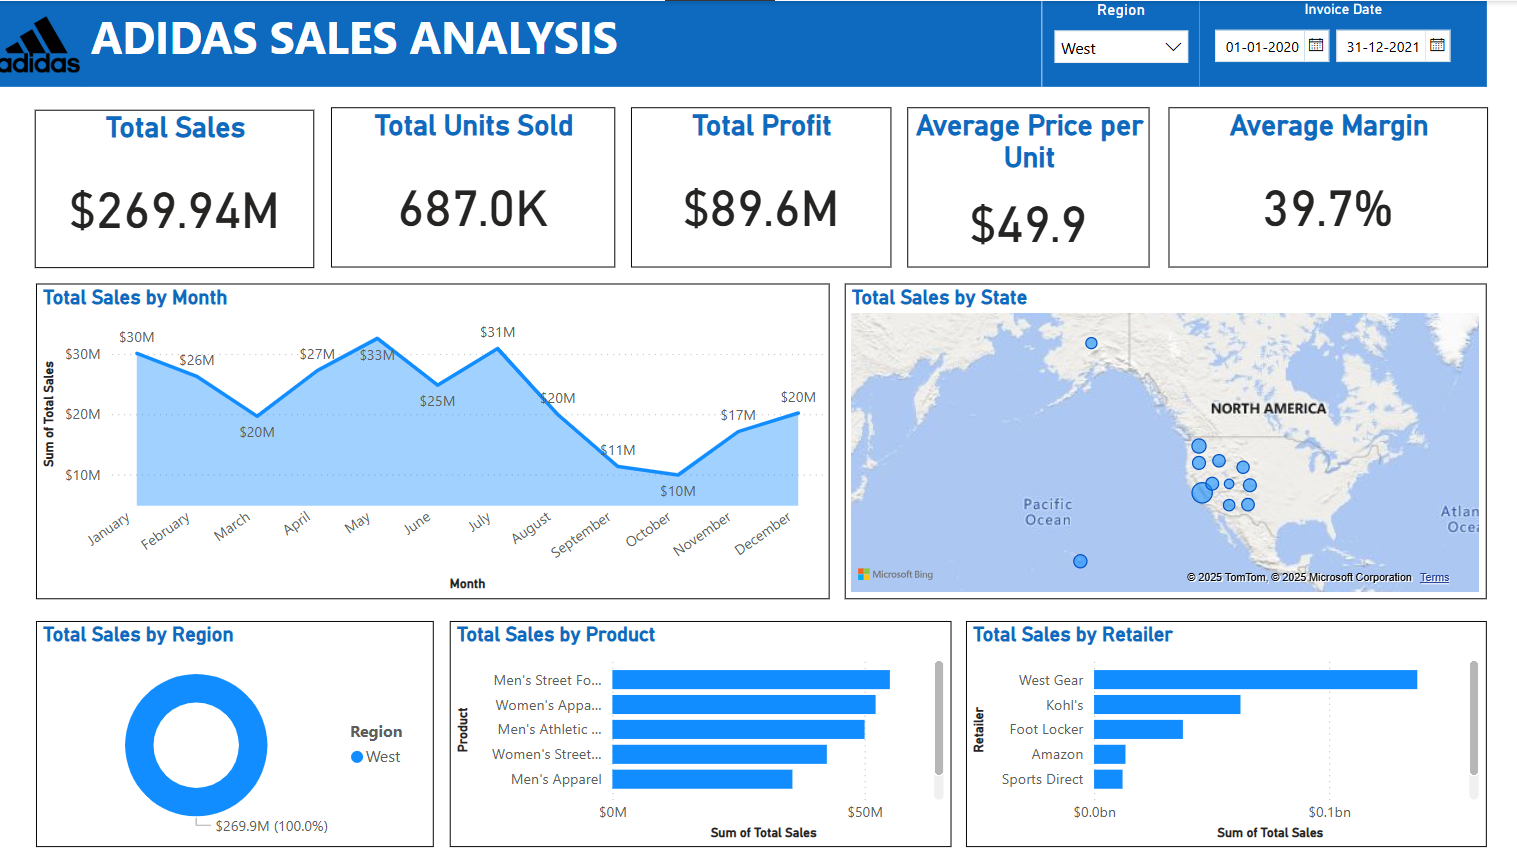 adidas
ADIDAS SALES ANALYSIS
Region
West
Invoice Date
01-01-2020
31-12-2021
Total Sales
$269.94M
Total Units Sold
687.0K
Total Profit
$89.6M
Average Price per
Unit
$49.9
Average Margin
39.7%
Total Sales by Month
Sum of Total Sales
$30M
$20M
$10M
$30M
$26M
$20M
$27M
$33M
$25M
$31M
$20M
$11M
$10M
$17M
$20M
January
February
March
April
May
June
July
August
September
October
November
December
Month
Total Sales by State
NORTH AMERICA
Pacific
Ocean
Atlan
Ocea
Microsoft Bing
© 2025 TomTom, © 2025 Microsoft Corporation Terms
Total Sales by Region
Region
West
$269.9M (100.0%)
Total Sales by Product
Product
Men's Street Fo...
Women's Appa...
Men's Athletic ...
Women's Street...
Men's Apparel
$0M
$50M
Sum of Total Sales
Total Sales by Retailer
Retailer
West Gear
Kohl's
Foot Locker
Amazon
Sports Direct
$0.0bn
$0.1bn
Sum of Total Sales